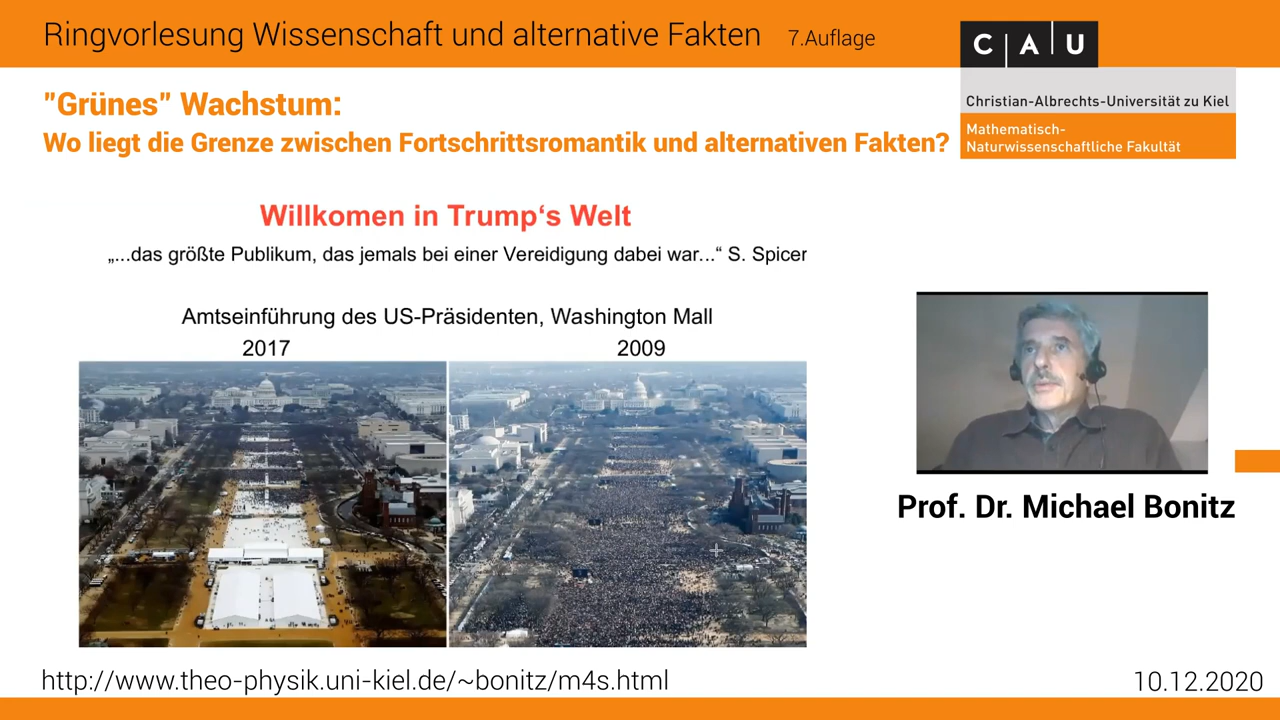 Ringvorlesung Wissenschaft und alternative Fakten 7.Auflage
C A U
Christian-Albrechts-Universität zu Kiel
Mathematisch-
Naturwissenschaftliche Fakultät
"Grünes" Wachstum:
Wo liegt die Grenze zwischen Fortschrittsromantik und alternativen Fakten?
Willkomen in Trump‘s Welt
„...das größte Publikum, das jemals bei einer Vereidigung dabei war...“ S. Spicer
Amtseinführung des US-Präsidenten, Washington Mall
2017 2009
Prof. Dr. Michael Bonitz
http://www.theo-physik.uni-kiel.de/~bonitz/m4s.html
10.12.2020